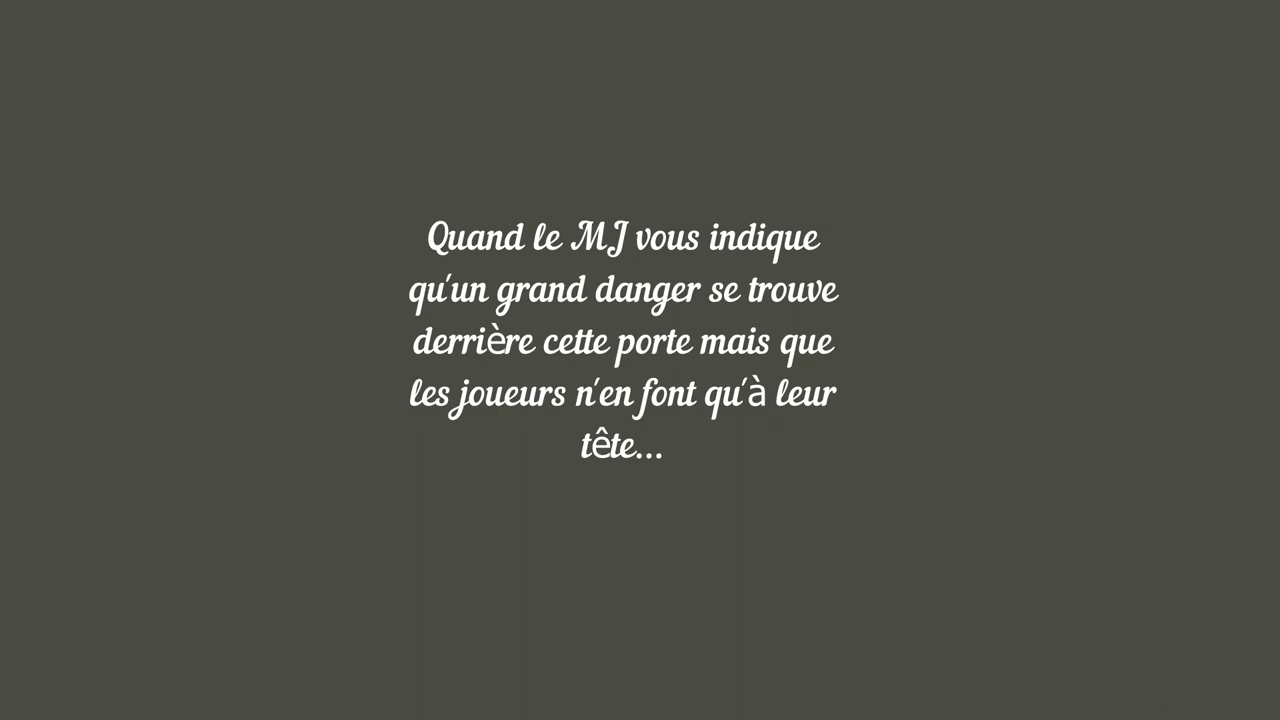 Quand le MJ vous indique
qu'un grand danger se trouve
derrière cette porte mais que
les joueurs n'en font qu'à leur
tête...